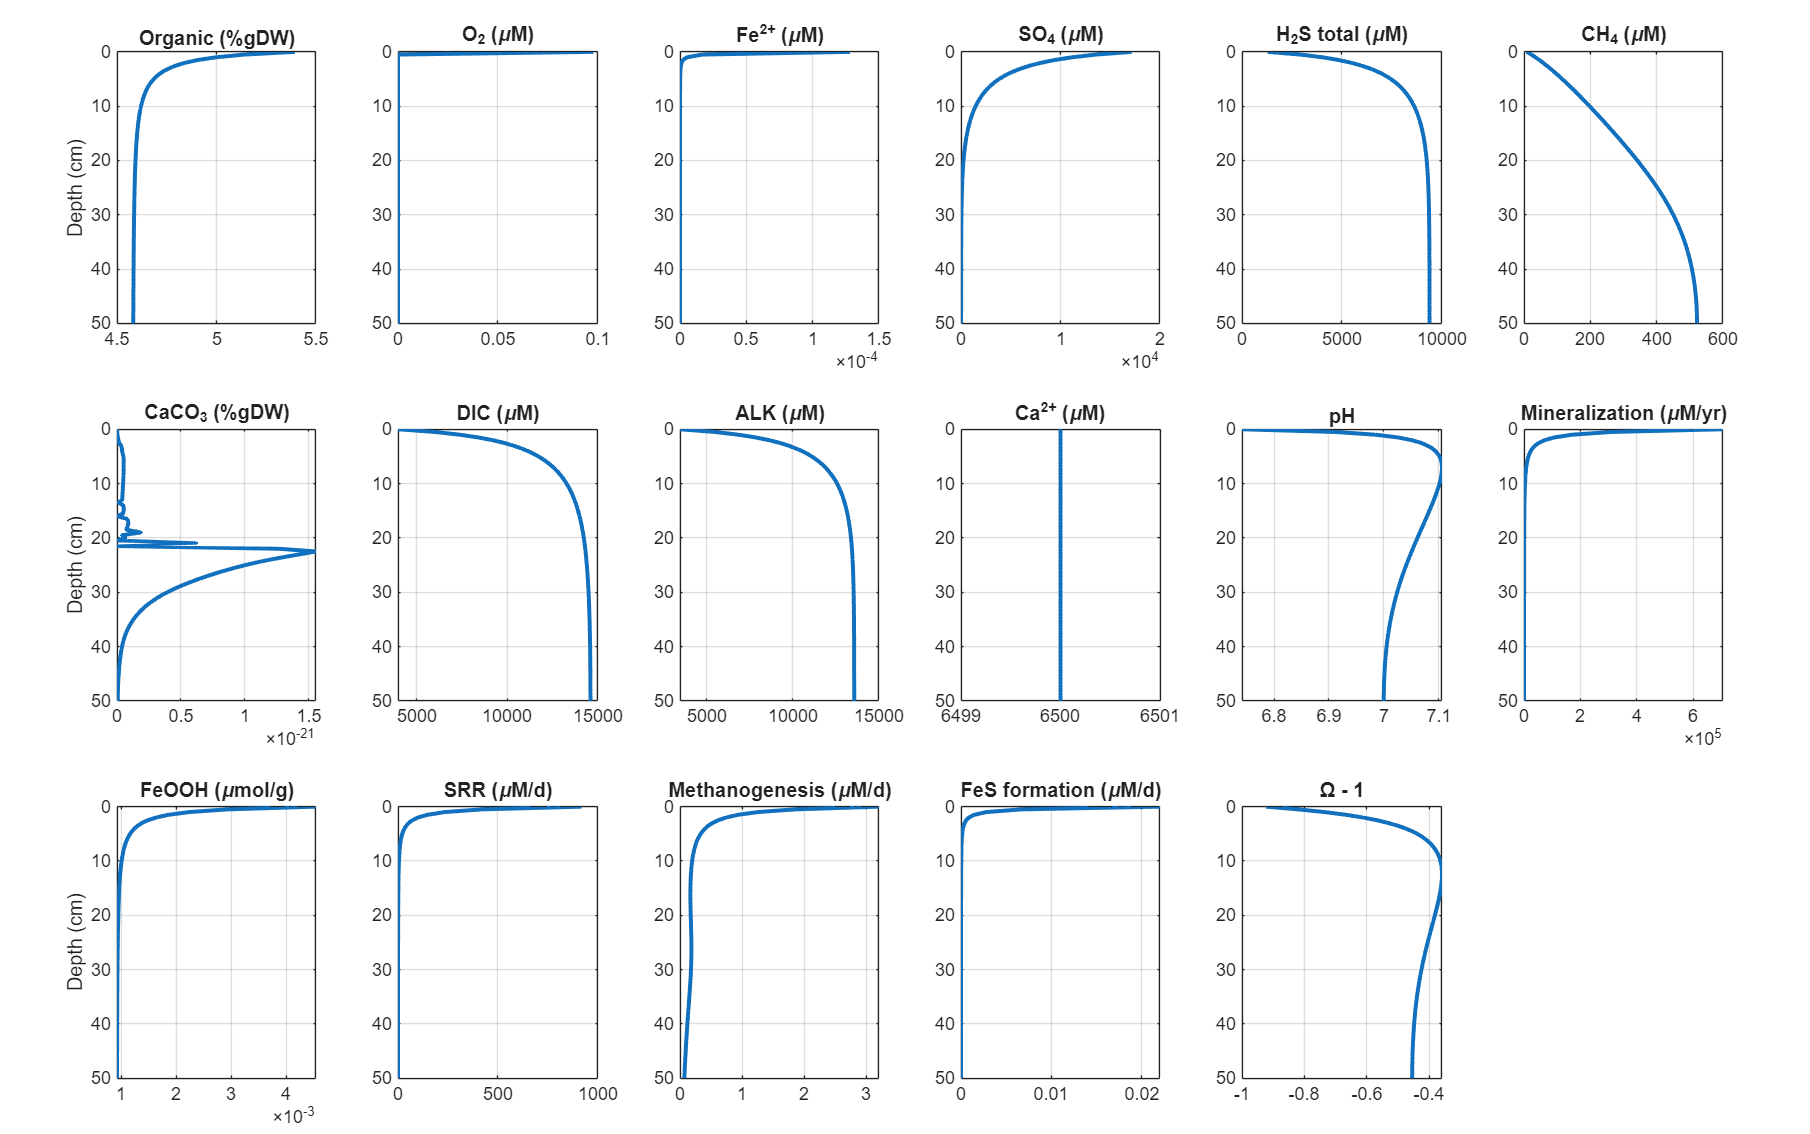 Organic (%gDW)
O₂ (μM)
Fe²⁺ (μM)
SO₄ (μM)
H₂S total (μM)
CH₄ (μM)
0 10 20 30 40 50
0 10 20 30 40 50
0 10 20 30 40 50
0 10 20 30 40 50
0 10 20 30 40 50
0 10 20 30 40 50
Depth (cm)
4.5 5 5.5
0 0.05 0.1
0 0.5 1 1.5
×10⁻⁴
0 1 2
×10⁴
0 5000 10000
0 200 400 600
CaCO₃ (%gDW)
DIC (μM)
ALK (μM)
Ca²⁺ (μM)
pH
Mineralization (μM/yr)
0 10 20 30 40 50
0 10 20 30 40 50
0 10 20 30 40 50
0 10 20 30 40 50
0 10 20 30 40 50
0 10 20 30 40 50
Depth (cm)
0 0.5 1 1.5
×10⁻²¹
5000 10000 15000
5000 10000 15000
6499 6500 6501
6.8 6.9 7 7.1
0 2 4 6
×10⁵
FeOOH (μmol/g)
SRR (μM/d)
Methanogenesis (μM/d)
FeS formation (μM/d)
Ω - 1
0 10 20 30 40 50
0 10 20 30 40 50
0 10 20 30 40 50
0 10 20 30 40 50
0 10 20 30 40 50
Depth (cm)
1 2 3 4
×10⁻³
0 500 1000
0 1 2 3
0 0.01 0.02
-1 -0.8 -0.6 -0.4